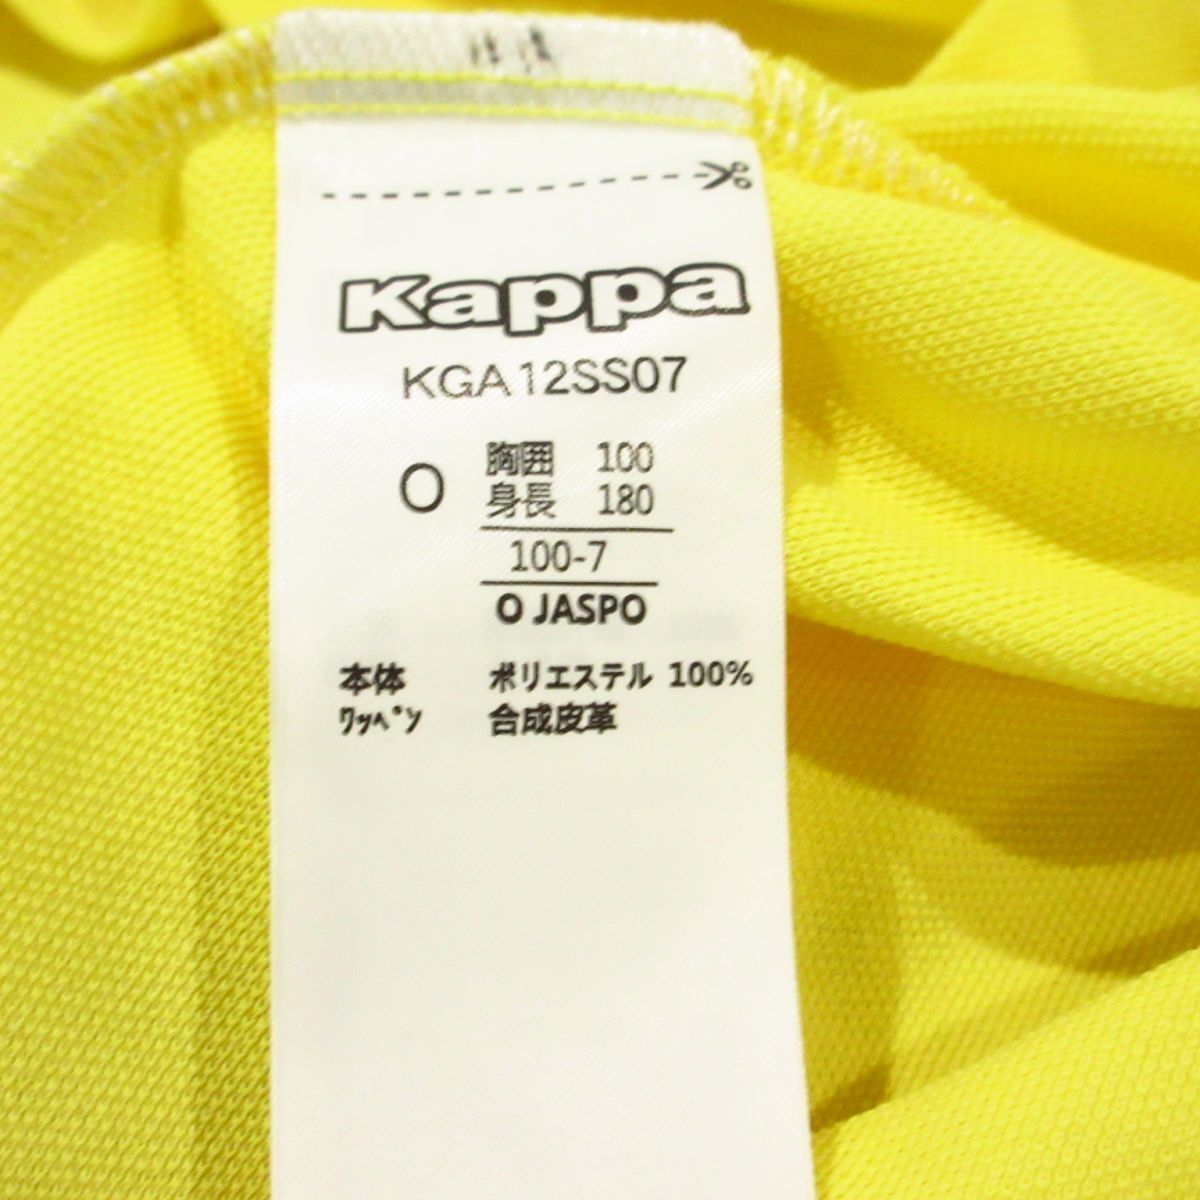 Kappa
KGA12SS07
O
胸囲 100
身長 180
100-7
O JASPO
本体 ポリエステル 100%
ﾜｯﾍﾟﾝ 合成皮革